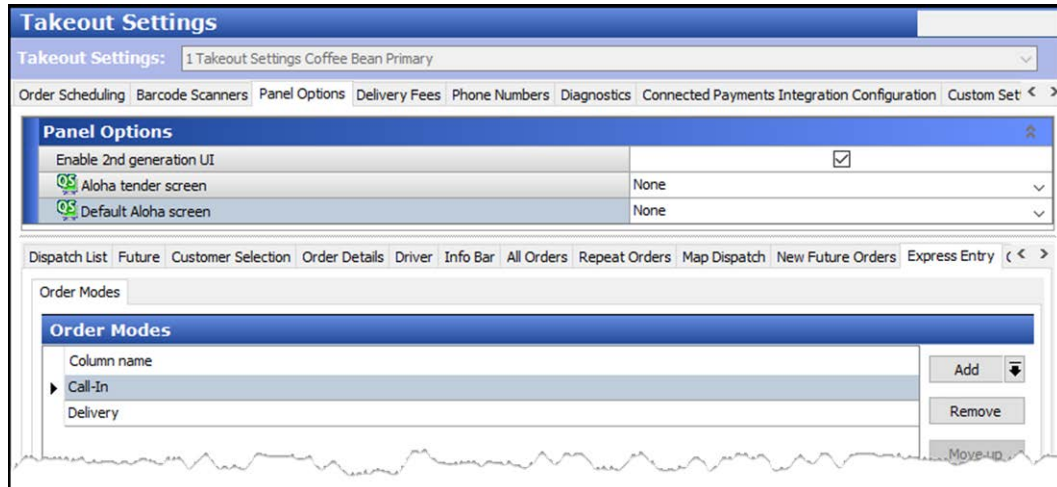 Takeout Settings
Takeout Settings: 1 Takeout Settings Coffee Bean Primary
Order Scheduling Barcode Scanners Panel Options Delivery Fees Phone Numbers Diagnostics Connected Payments Integration Configuration Custom Set
Panel Options
Enable 2nd generation UI
QS Aloha tender screen None
QS Default Aloha screen None
Dispatch List Future Customer Selection Order Details Driver Info Bar All Orders Repeat Orders Map Dispatch New Future Orders Express Entry
Order Modes
Order Modes
Column name
Add
Call-In
Delivery
Remove
Move up